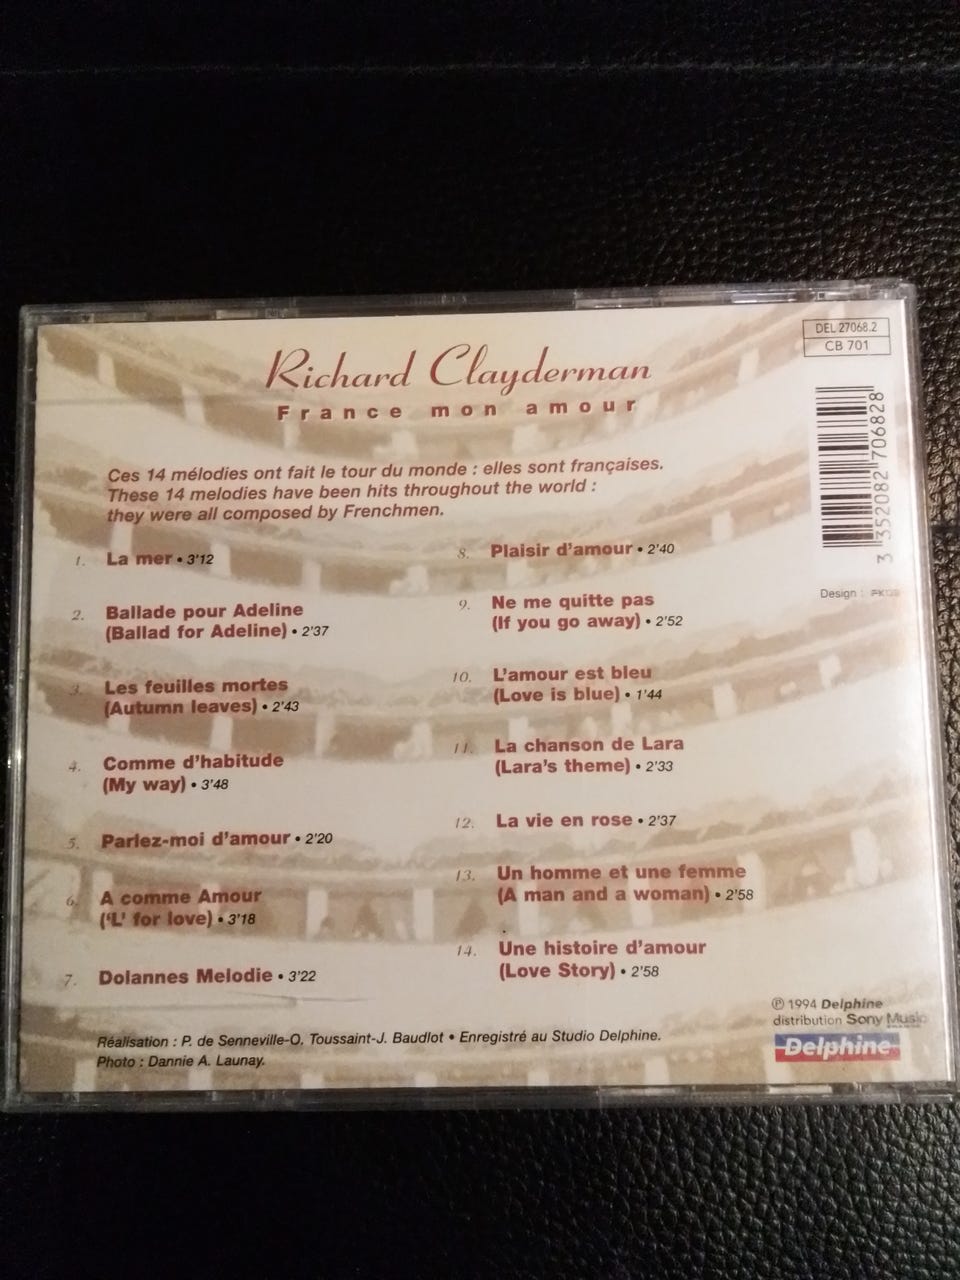 DEL 27068.2
CB 701
Richard Clayderman
France mon amour
Ces 14 mélodies ont fait le tour du monde : elles sont françaises.
These 14 melodies have been hits throughout the world :
they were all composed by Frenchmen.
1. La mer • 3'12
2. Ballade pour Adeline
(Ballad for Adeline) • 2'37
3. Les feuilles mortes
(Autumn leaves) • 2'43
4. Comme d'habitude
(My way) • 3'48
5. Parlez-moi d'amour • 2'20
6. A comme Amour
('L' for love) • 3'18
7. Dolannes Melodie • 3'22
8. Plaisir d'amour • 2'40
9. Ne me quitte pas
(If you go away) • 2'52
10. L'amour est bleu
(Love is blue) • 1'44
11. La chanson de Lara
(Lara's theme) • 2'33
12. La vie en rose • 2'37
13. Un homme et une femme
(A man and a woman) • 2'58
14. Une histoire d'amour
(Love Story) • 2'58
3 352082 706828
Design :
Réalisation : P. de Senneville-O. Toussaint-J. Baudlot • Enregistré au Studio Delphine.
Photo : Dannie A. Launay.
℗ 1994 Delphine
distribution Sony Music
Delphine